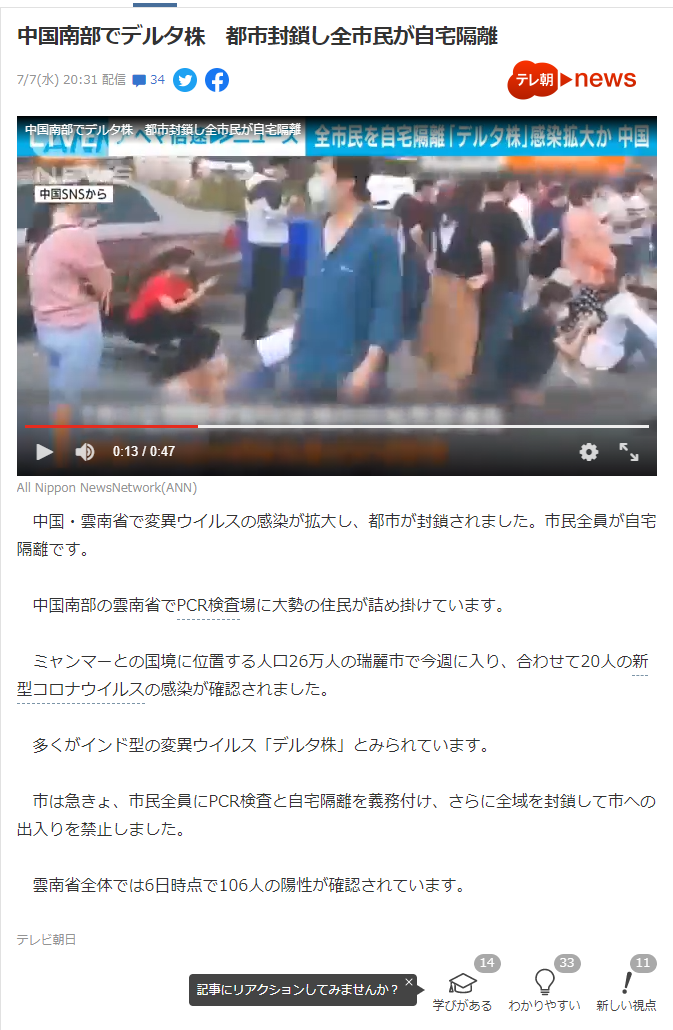 中国南部でデルタ株　都市封鎖し全市民が自宅隔離
7/7(水) 20:31 配信 34
テレ朝 news
中国南部でデルタ株　都市封鎖し全市民が自宅隔離
全市民を自宅隔離「デルタ株」感染拡大か 中国
NEWS
中国SNSから
0:13 / 0:47
All Nippon NewsNetwork(ANN)
中国・雲南省で変異ウイルスの感染が拡大し、都市が封鎖されました。市民全員が自宅
隔離です。
中国南部の雲南省でPCR検査場に大勢の住民が詰め掛けています。
ミャンマーとの国境に位置する人口26万人の瑞麗市で今週に入り、合わせて20人の新
型コロナウイルスの感染が確認されました。
多くがインド型の変異ウイルス「デルタ株」とみられています。
市は急きょ、市民全員にPCR検査と自宅隔離を義務付け、さらに全域を封鎖して市への
出入りを禁止しました。
雲南省全体では6日時点で106人の陽性が確認されています。
テレビ朝日
記事にリアクションしてみませんか？
14 33 11
学びがある わかりやすい 新しい視点